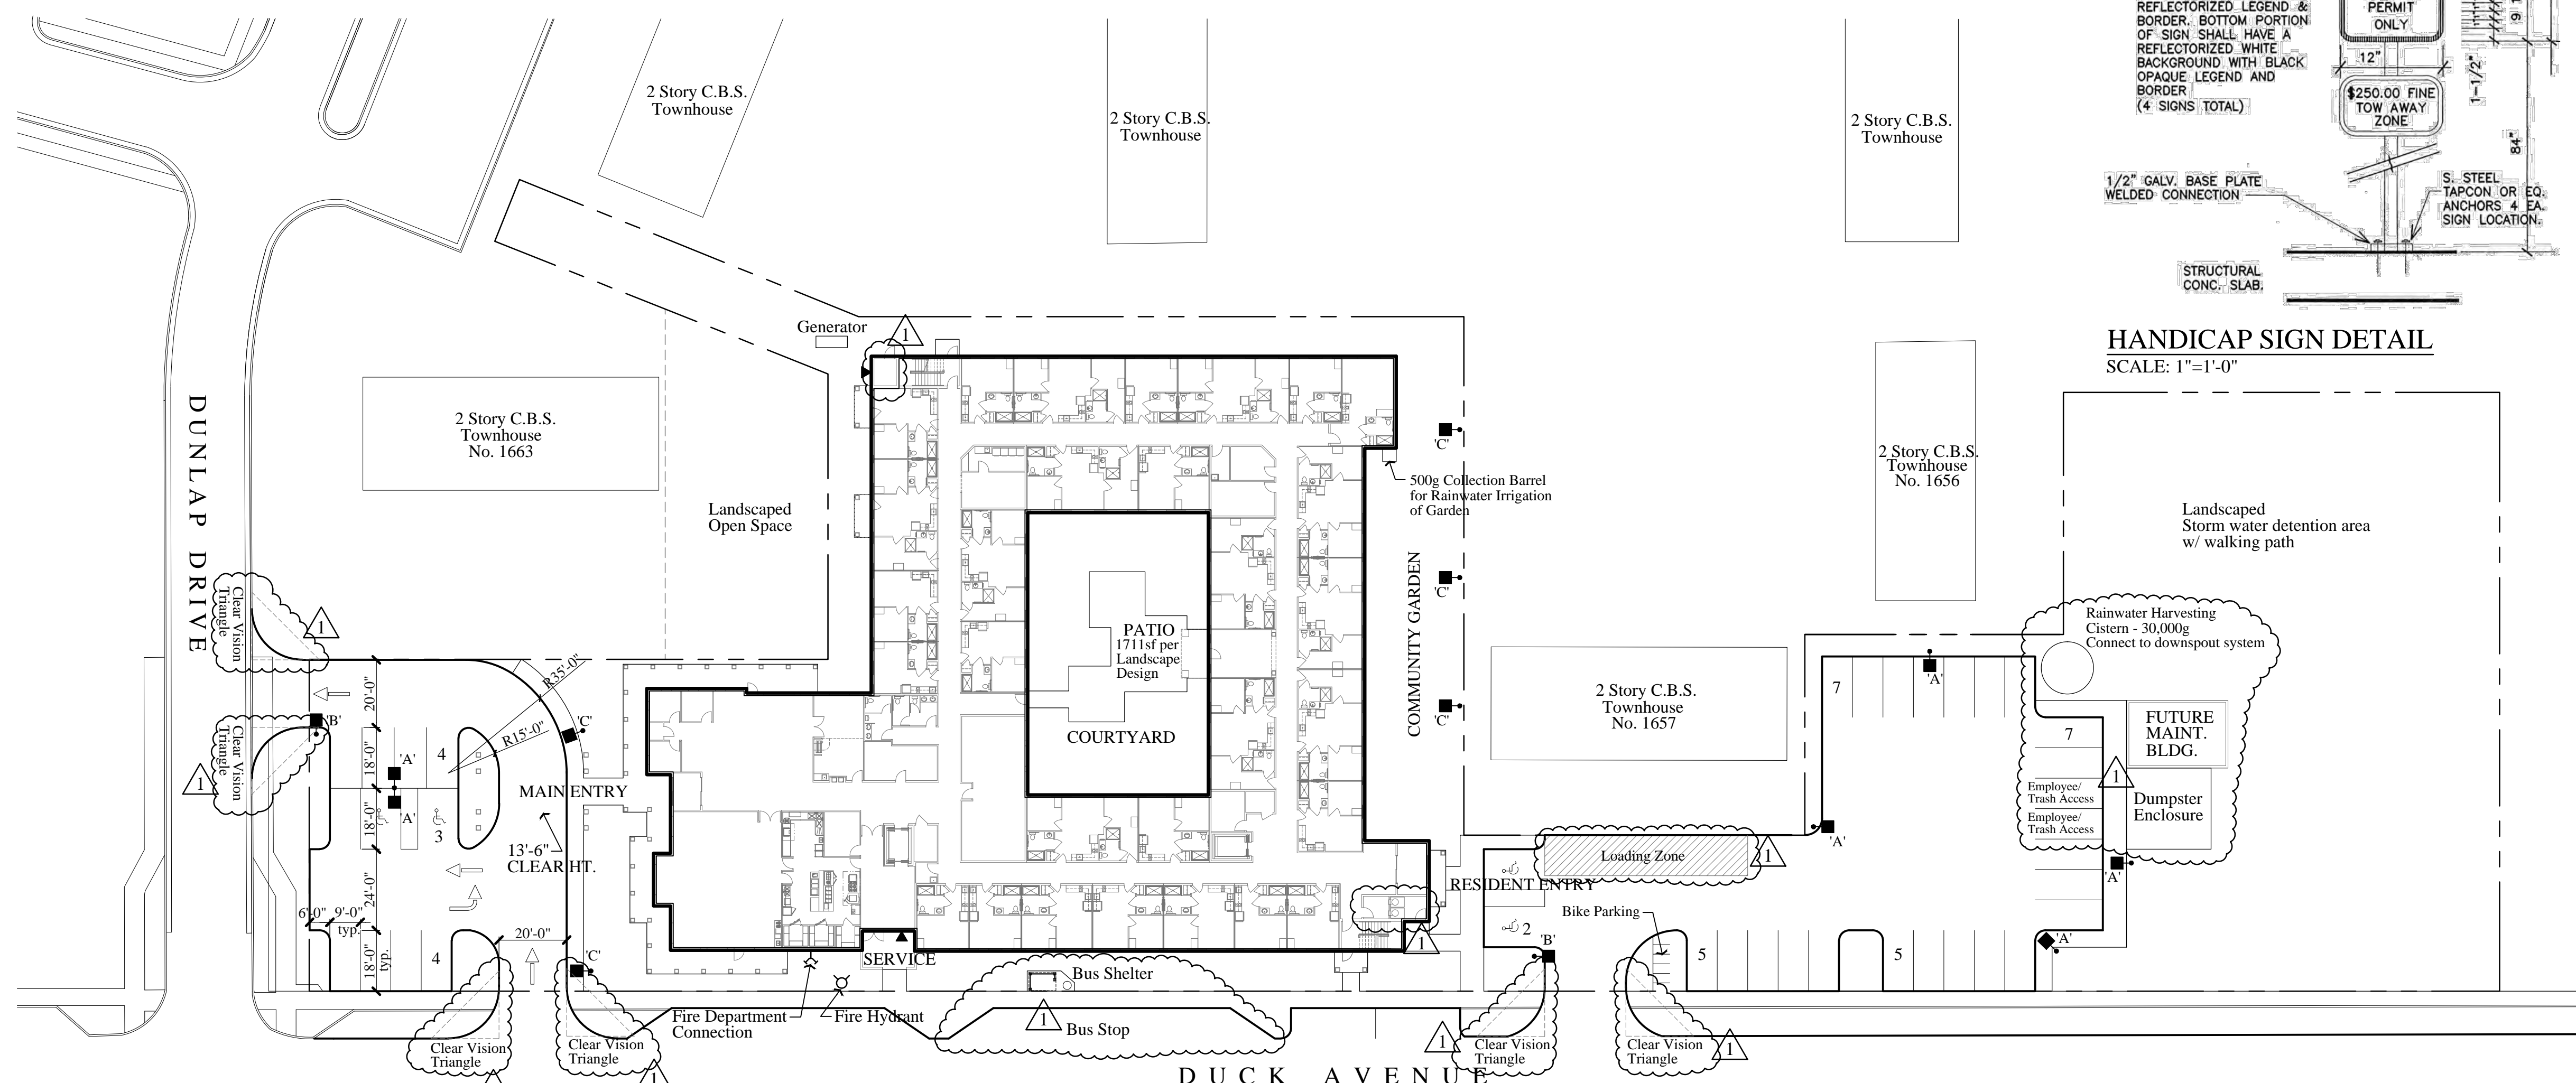 REFLECTORIZED LEGEND &
BORDER. BOTTOM PORTION
OF SIGN SHALL HAVE A
REFLECTORIZED WHITE
BACKGROUND WITH BLACK
OPAQUE LEGEND AND
BORDER
(4 SIGNS TOTAL)
PERMIT
ONLY
12"
1-1/2"
$250.00 FINE
TOW AWAY
ZONE
84"
1/2" GALV. BASE PLATE
WELDED CONNECTION
S. STEEL
TAPCON OR EQ.
ANCHORS 4 EA.
SIGN LOCATION.
STRUCTURAL
CONC. SLAB.
HANDICAP SIGN DETAIL
SCALE: 1"=1'-0"
2 Story C.B.S.
Townhouse
2 Story C.B.S.
Townhouse
2 Story C.B.S.
Townhouse
Generator
1
DUNLAP DRIVE
2 Story C.B.S.
Townhouse
No. 1663
Landscaped
Open Space
'C'
500g Collection Barrel
for Rainwater Irrigation
of Garden
2 Story C.B.S.
Townhouse
No. 1656
Landscaped
Storm water detention area
w/ walking path
COMMUNITY GARDEN
'C'
'C'
PATIO
1711sf per
Landscape
Design
COURTYARD
Clear Vision
Triangle
1
Clear Vision
Triangle
1
'B'
20'-0"
18'-0"
18'-0"
24'-0"
18'-0"
typ.
6'-0"
9'-0"
typ.
R35'-0"
R15'-0"
'C'
4
'A'
'A'
3
4
MAIN ENTRY
13'-6"
CLEAR HT.
20'-0"
'C'
2 Story C.B.S.
Townhouse
No. 1657
Rainwater Harvesting
Cistern - 30,000g
Connect to downspout system
7
'A'
7
FUTURE
MAINT.
BLDG.
1
Employee/
Trash Access
Employee/
Trash Access
Dumpster
Enclosure
'A'
'A'
Loading Zone
1
RESIDENT ENTRY
Bike Parking
2
'B'
5
5
'A'
1
SERVICE
Bus Shelter
1
Bus Stop
Fire Department
Connection
Fire Hydrant
Clear Vision
Triangle
Clear Vision
Triangle
1
1
Clear Vision
Triangle
Clear Vision
Triangle
1
DUCK AVENUE